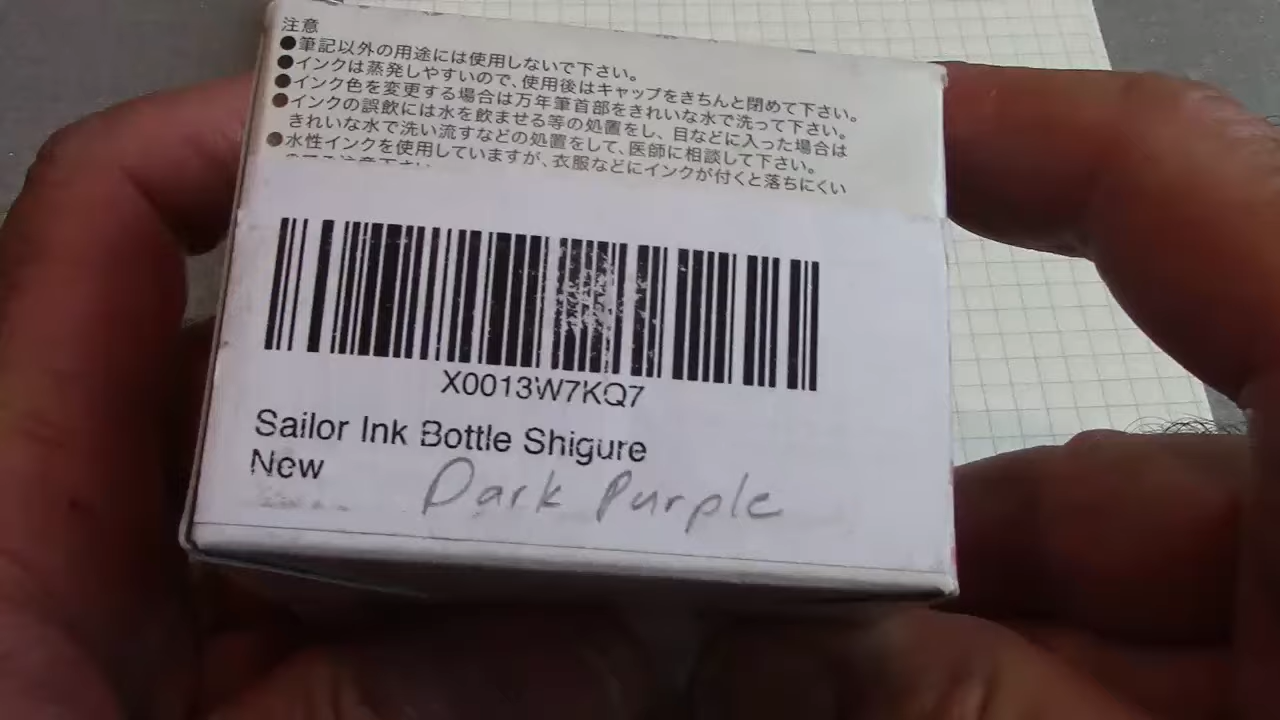 注意
●筆記以外の用途には使用しないで下さい。
●インクは蒸発しやすいので、使用後はキャップをきちんと閉めて下さい。
●インク色を変更する場合は万年筆首部をきれいな水で洗って下さい。
●インクの誤飲には水を飲ませる等の処置をし、目などに入った場合は
きれいな水で洗い流すなどの処置をして、医師に相談して下さい。
●水性インクを使用していますが、衣服などにインクが付くと落ちにくい
X0013W7KQ7
Sailor Ink Bottle Shigure
New
Dark Purple